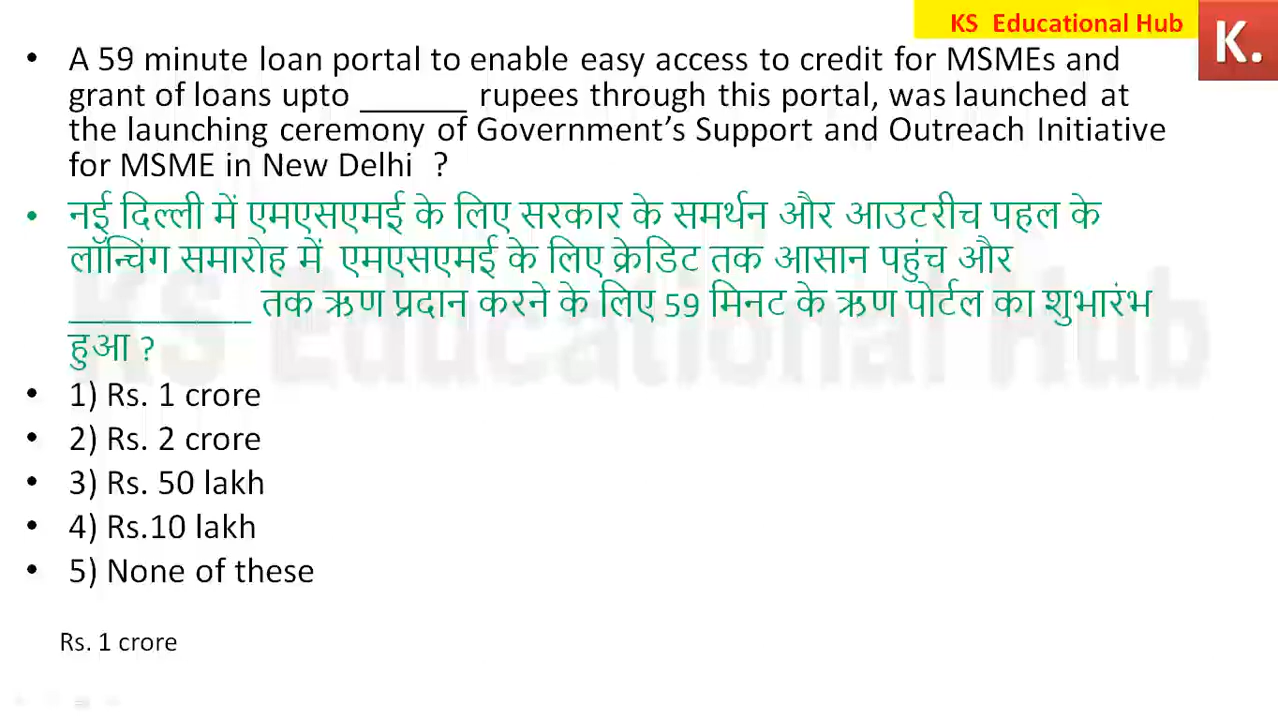 KS Educational Hub
K.
• A 59 minute loan portal to enable easy access to credit for MSMEs and
grant of loans upto ______ rupees through this portal, was launched at
the launching ceremony of Government's Support and Outreach Initiative
for MSME in New Delhi ?
• नई दिल्ली में एमएसएमई के लिए सरकार के समर्थन और आउटरीच पहल के
लॉन्चिंग समारोह में एमएसएमई के लिए क्रेडिट तक आसान पहुंच और
__________ तक ऋण प्रदान करने के लिए 59 मिनट के ऋण पोर्टल का शुभारंभ
हुआ ?
KS Educational Hub
• 1) Rs. 1 crore
• 2) Rs. 2 crore
• 3) Rs. 50 lakh
• 4) Rs.10 lakh
• 5) None of these
Rs. 1 crore